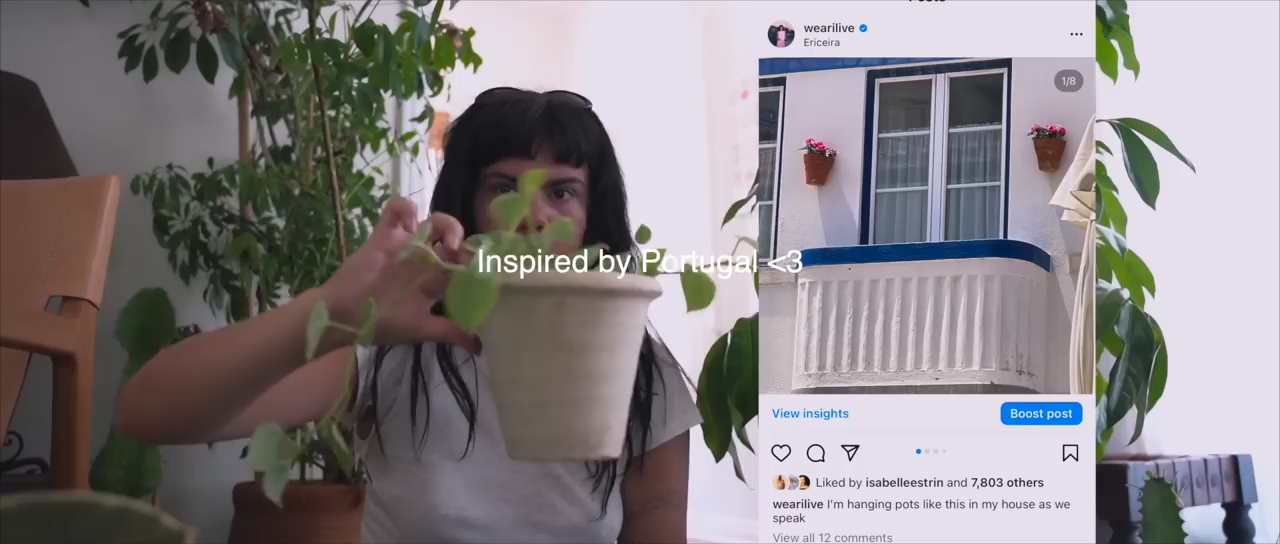 wearilive
Ericeira
1/8
Inspired by Portugal <3
View insights
Boost post
Liked by isabelleestrin and 7,803 others
wearilive I'm hanging pots like this in my house as we
speak
View all 12 comments